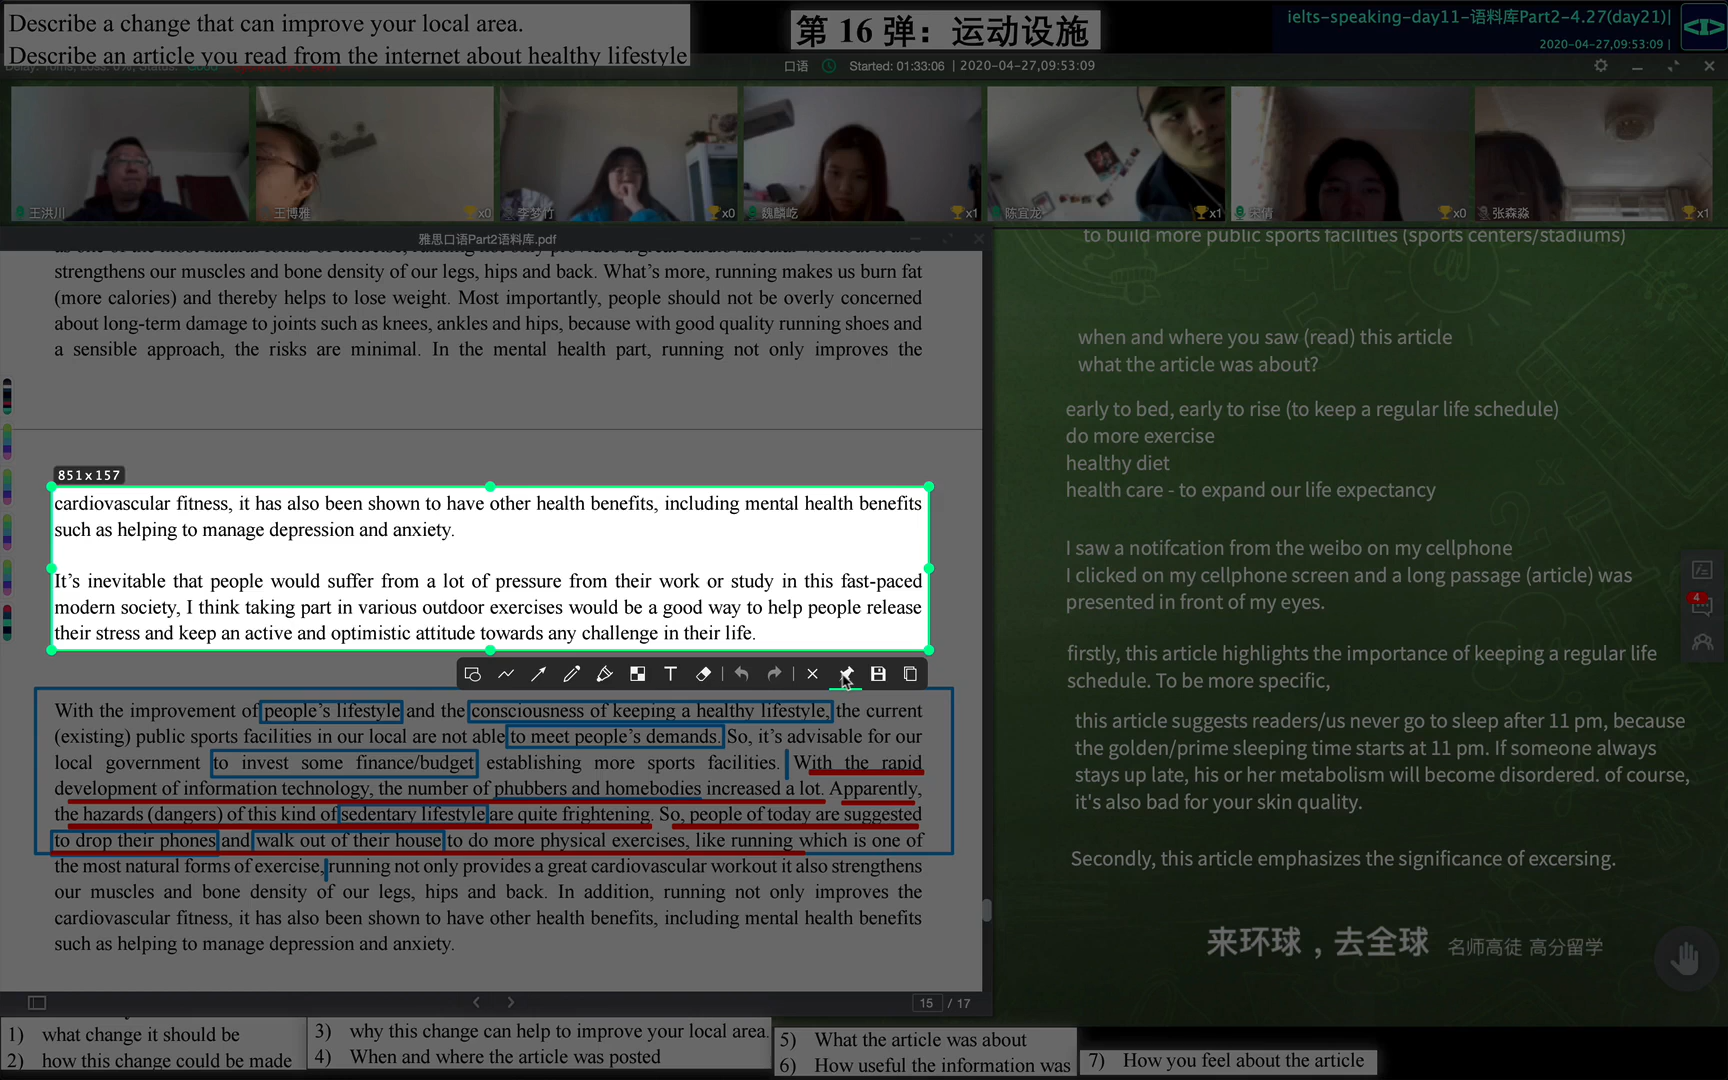 Describe a change that can improve your local area.
Describe an article you read from the internet about healthy lifestyle
第 16 弹：运动设施
ielts-speaking-day11-语料库Part2-4.27(day21)|
2020-04-27,09:53:09 |
口语 Started: 01:33:06 | 2020-04-27,09:53:09
王洪川
王博雅 x0
李梦竹 x0
魏麟屹 x1
陈宜龙 x1
x0
张森淼 x1
雅思口语Part2语料库.pdf
strengthens our muscles and bone density of our legs, hips and back. What's more, running makes us burn fat
(more calories) and thereby helps to lose weight. Most importantly, people should not be overly concerned
about long-term damage to joints such as knees, ankles and hips, because with good quality running shoes and
a sensible approach, the risks are minimal. In the mental health part, running not only improves the
851 x 157
cardiovascular fitness, it has also been shown to have other health benefits, including mental health benefits
such as helping to manage depression and anxiety.
It's inevitable that people would suffer from a lot of pressure from their work or study in this fast-paced
modern society, I think taking part in various outdoor exercises would be a good way to help people release
their stress and keep an active and optimistic attitude towards any challenge in their life.
With the improvement of people's lifestyle and the consciousness of keeping a healthy lifestyle, the current
(existing) public sports facilities in our local are not able to meet people's demands. So, it's advisable for our
local government to invest some finance/budget establishing more sports facilities. With the rapid
development of information technology, the number of phubbers and homebodies increased a lot. Apparently,
the hazards (dangers) of this kind of sedentary lifestyle are quite frightening. So, people of today are suggested
to drop their phones and walk out of their house to do more physical exercises, like running which is one of
the most natural forms of exercise, running not only provides a great cardiovascular workout it also strengthens
our muscles and bone density of our legs, hips and back. In addition, running not only improves the
cardiovascular fitness, it has also been shown to have other health benefits, including mental health benefits
such as helping to manage depression and anxiety.
15 / 17
to build more public sports facilities (sports centers/stadiums)
when and where you saw (read) this article
what the article was about?
early to bed, early to rise (to keep a regular life schedule)
do more exercise
healthy diet
health care - to expand our life expectancy
I saw a notifcation from the weibo on my cellphone
I clicked on my cellphone screen and a long passage (article) was
presented in front of my eyes.
firstly, this article highlights the importance of keeping a regular life
schedule. To be more specific,
this article suggests readers/us never go to sleep after 11 pm, because
the golden/prime sleeping time starts at 11 pm. If someone always
stays up late, his or her metabolism will become disordered. of course,
it's also bad for your skin quality.
Secondly, this article emphasizes the significance of excersing.
来环球，去全球 名师高徒 高分留学
4
1) what change it should be
2) how this change could be made
3) why this change can help to improve your local area.
4) When and where the article was posted
5) What the article was about
6) How useful the information was
7) How you feel about the article